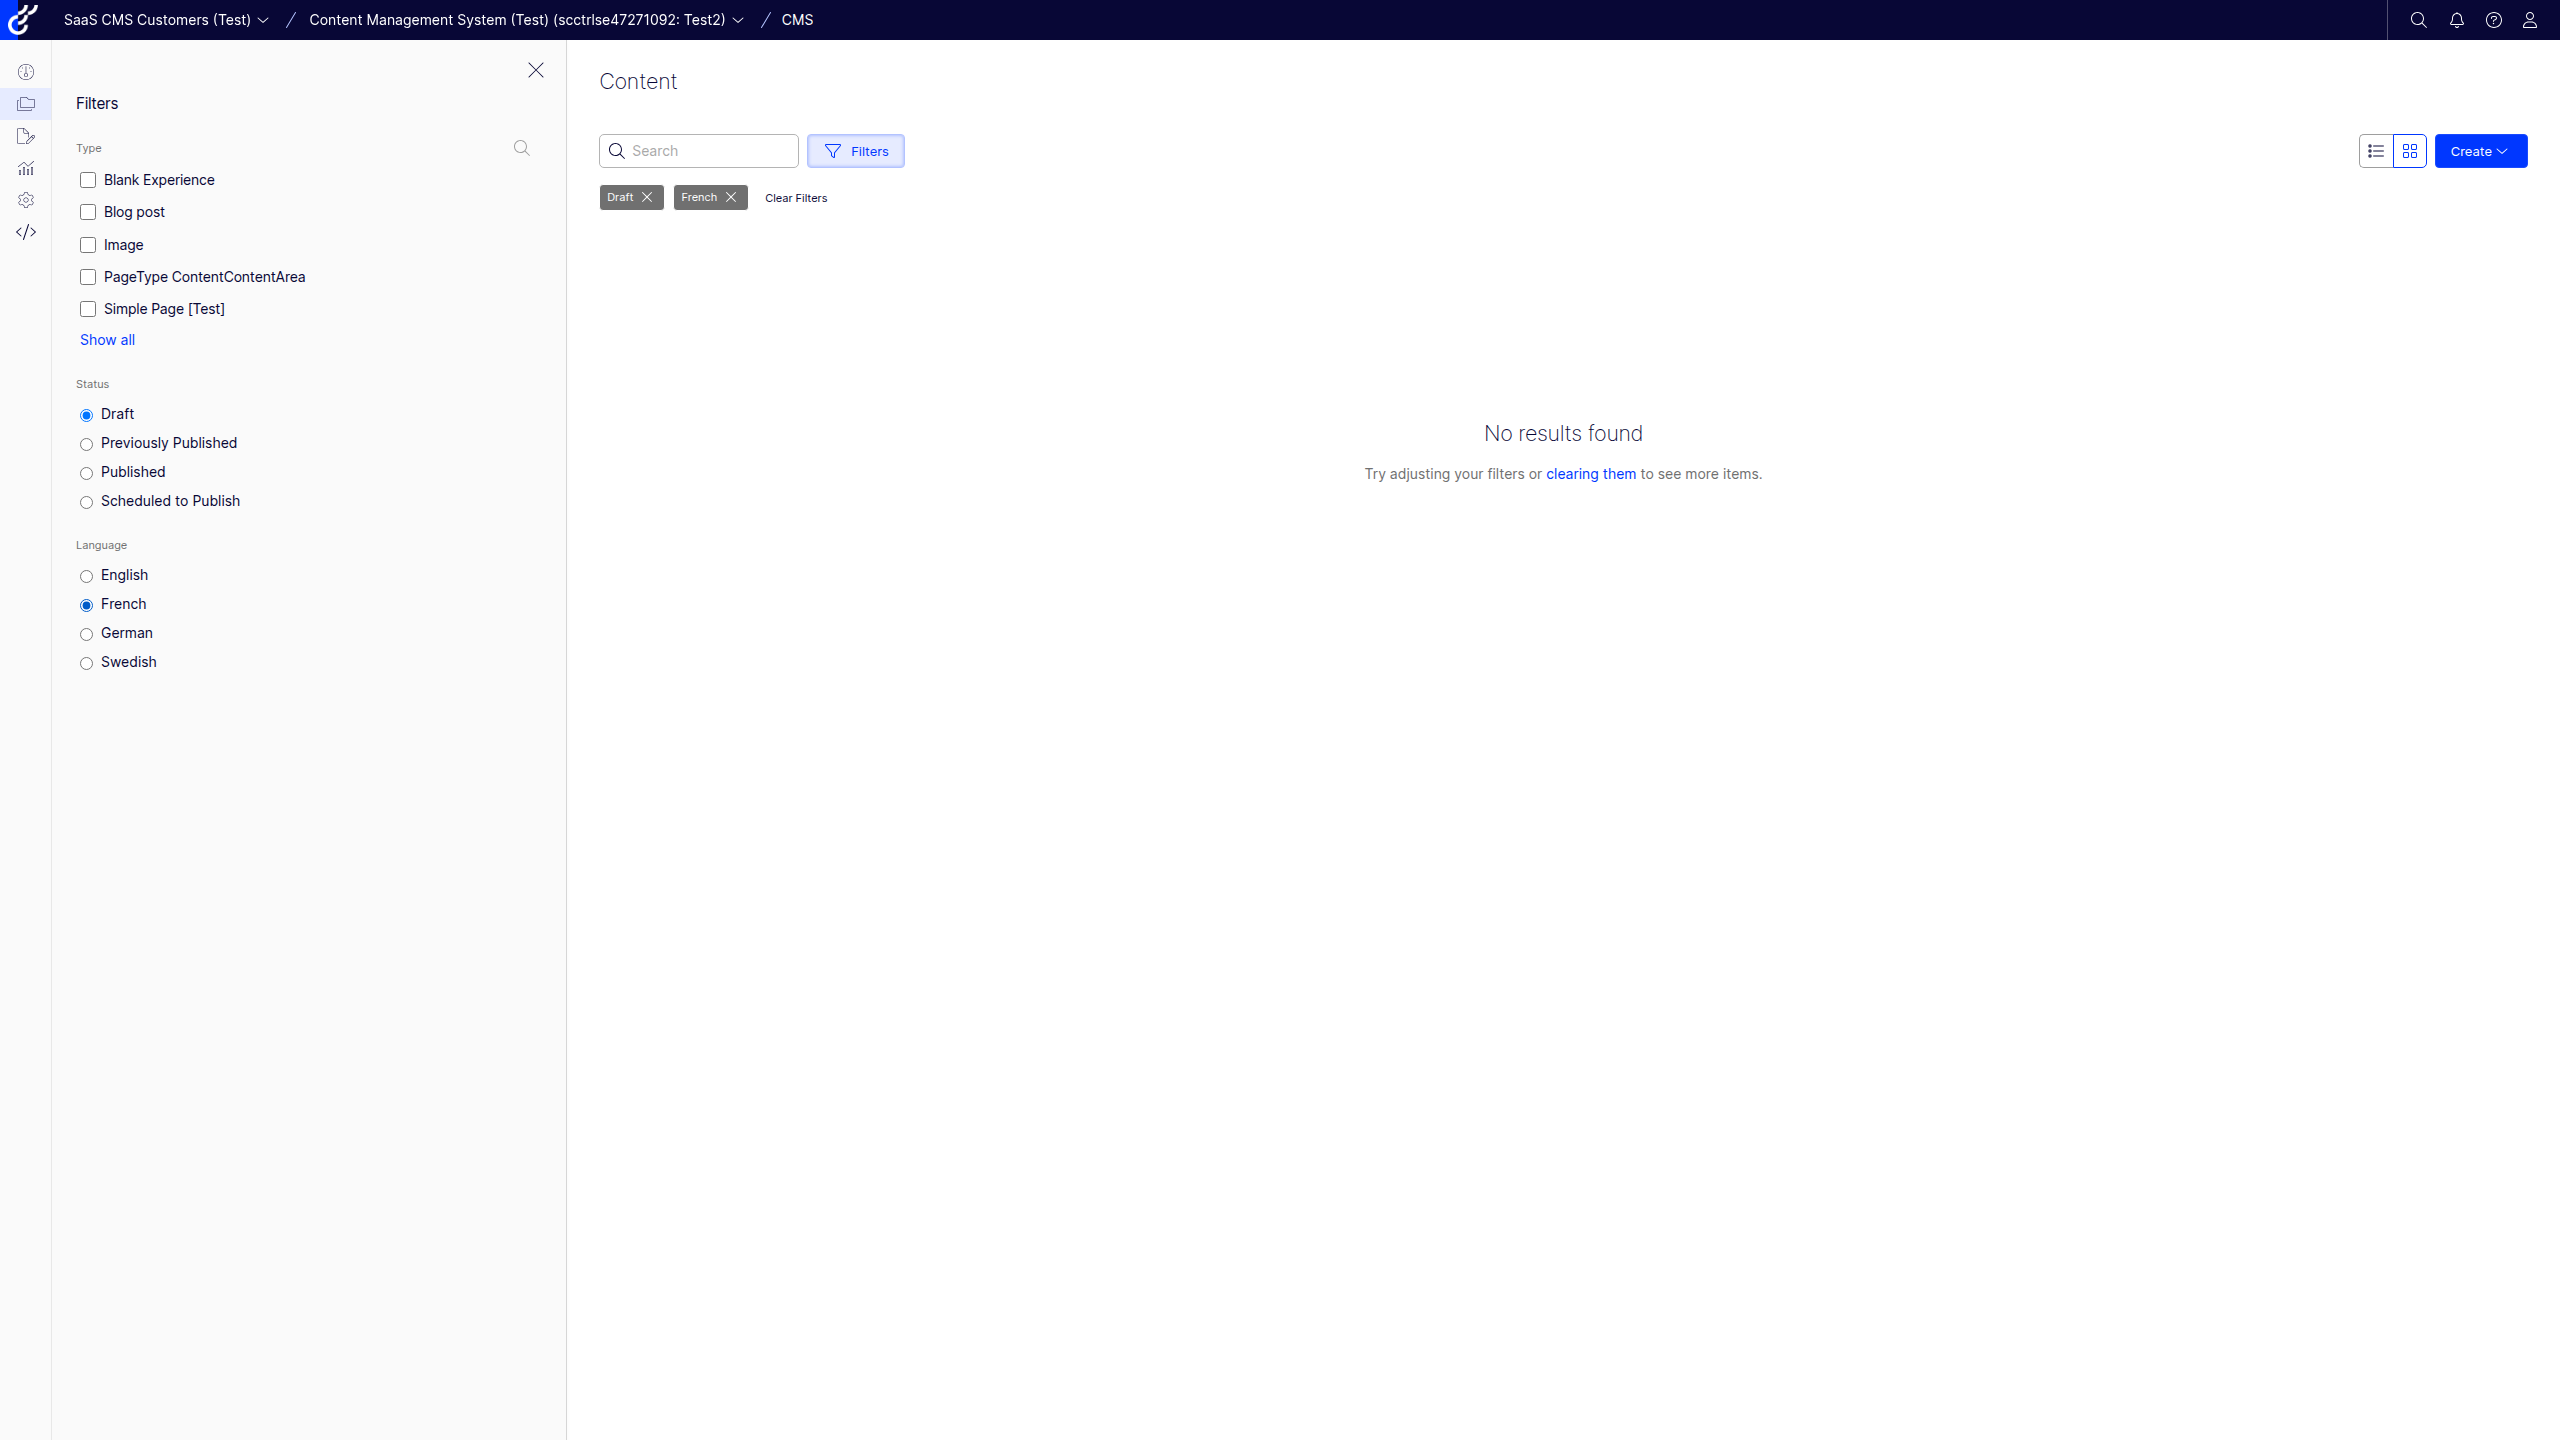 SaaS CMS Customers (Test) / Content Management System (Test) (scctrlse47271092: Test2) / CMS
Filters
Type
Blank Experience
Blog post
Image
PageType ContentContentArea
Simple Page [Test]
Show all
Status
Draft
Previously Published
Published
Scheduled to Publish
Language
English
French
German
Swedish
Content
Search Filters Create
Draft French Clear Filters
No results found
Try adjusting your filters or clearing them to see more items.